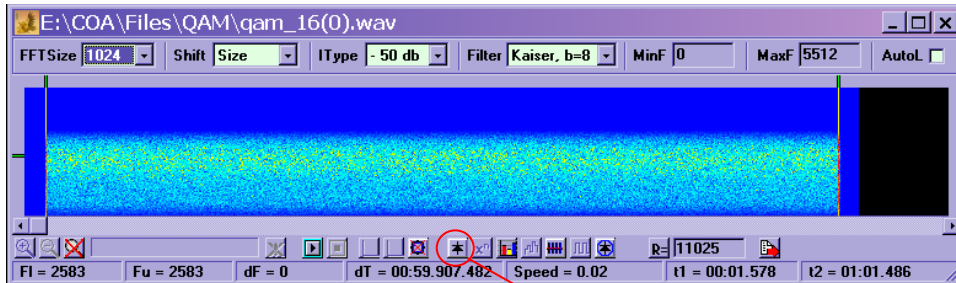 E:\COA\Files\QAM\qam_16(0).wav
FFTSize 1024 Shift Size IType - 50 db Filter Kaiser, b=8 MinF 0 MaxF 5512 AutoL
R= 11025
Fl = 2583 Fu = 2583 dF = 0 dT = 00:59.907.482 Speed = 0.02 t1 = 00:01.578 t2 = 01:01.486